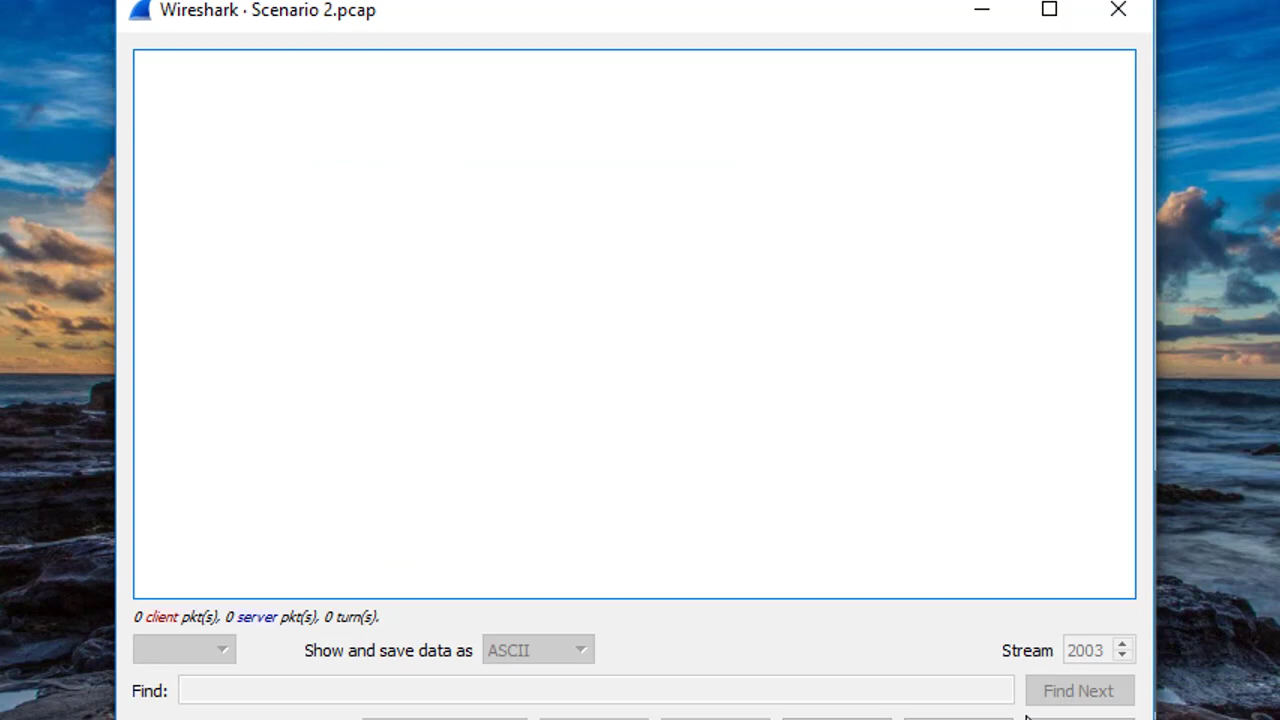 Wireshark · Scenario 2.pcap
0 client pkt(s), 0 server pkt(s), 0 turn(s).
Show and save data as ASCII Stream 2003
Find: Find Next